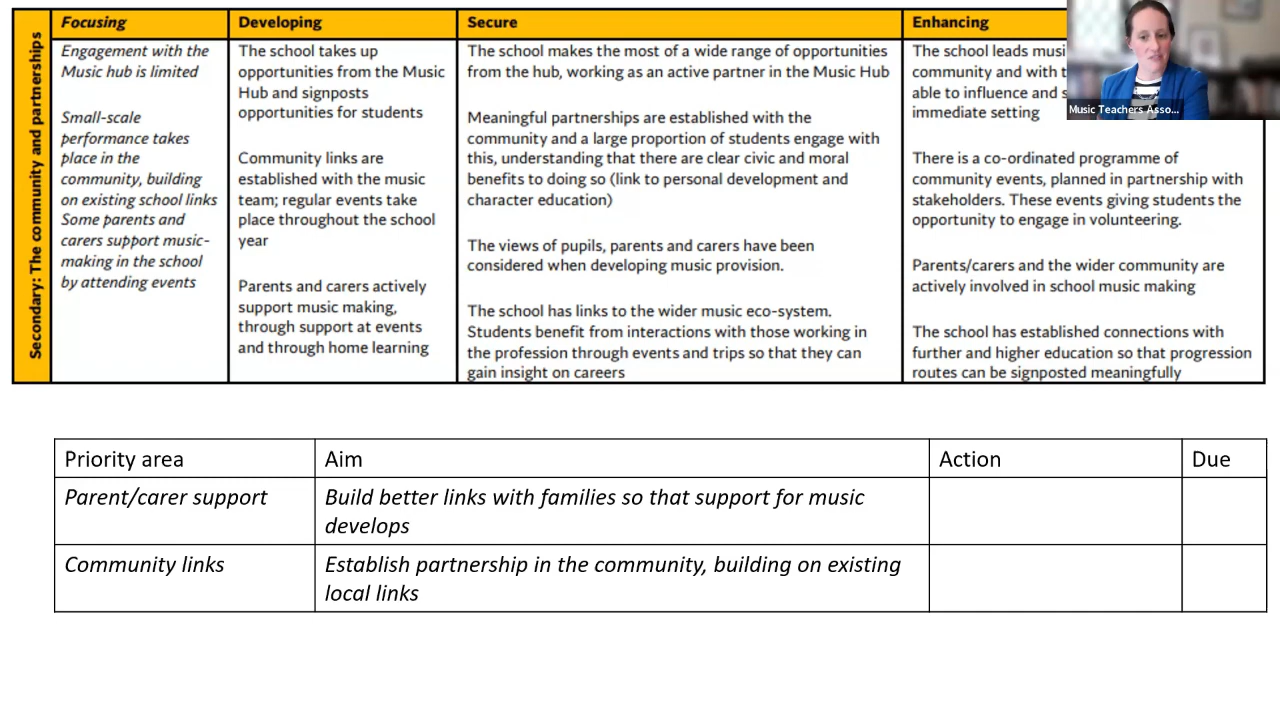 Secondary: The community and partnerships
Focusing
Engagement with the
Music hub is limited
Small-scale
performance takes
place in the
community, building
on existing school links
Some parents and
carers support music-
making in the school
by attending events
Developing
The school takes up
opportunities from the Music
Hub and signposts
opportunities for students
Community links are
established with the music
team; regular events take
place throughout the school
year
Parents and carers actively
support music making,
through support at events
and through home learning
Secure
The school makes the most of a wide range of opportunities
from the hub, working as an active partner in the Music Hub
Meaningful partnerships are established with the
community and a large proportion of students engage with
this, understanding that there are clear civic and moral
benefits to doing so (link to personal development and
character education)
The views of pupils, parents and carers have been
considered when developing music provision.
The school has links to the wider music eco-system.
Students benefit from interactions with those working in
the profession through events and trips so that they can
gain insight on careers
Enhancing
The school leads
community and with
able to influence and
immediate setting
There is a co-ordinated programme of
community events, planned in partnership with
stakeholders. These events giving students the
opportunity to engage in volunteering.
Parents/carers and the wider community are
actively involved in school music making
The school has established connections with
further and higher education so that progression
routes can be signposted meaningfully
Music Teachers Asso...
Priority area
Aim
Action
Due
Parent/carer support
Build better links with families so that support for music
develops
Community links
Establish partnership in the community, building on existing
local links